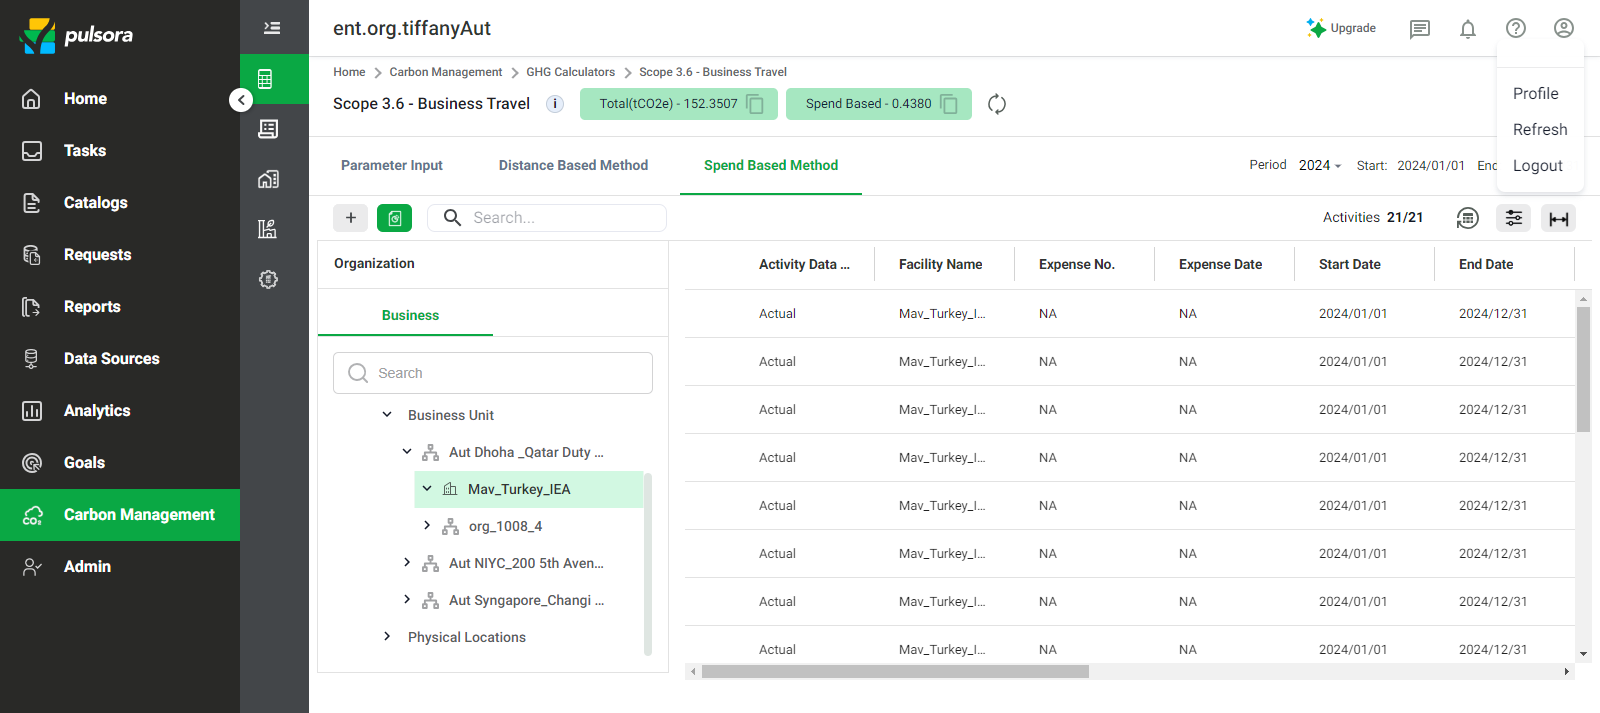 pulsora
ent.org.tiffanyAut
Upgrade
Home
Tasks
Catalogs
Requests
Reports
Data Sources
Analytics
Goals
CO₂
Carbon Management
Admin
Home > Carbon Management > GHG Calculators > Scope 3.6 - Business Travel
Scope 3.6 - Business Travel i Total(tCO2e) - 152.3507 Spend Based - 0.4380
Profile
Refresh
Logout
Parameter Input Distance Based Method Spend Based Method
Period 2024 Start: 2024/01/01 Enc
+ Search... Activities 21/21
Organization
Business
Search
Business Unit
Aut Dhoha _Qatar Duty ...
Mav_Turkey_IEA
org_1008_4
Aut NIYC_200 5th Aven...
Aut Syngapore_Changi ...
Physical Locations
Activity Data ... Facility Name Expense No. Expense Date Start Date End Date
Actual Mav_Turkey_I... NA NA 2024/01/01 2024/12/31
Actual Mav_Turkey_I... NA NA 2024/01/01 2024/12/31
Actual Mav_Turkey_I... NA NA 2024/01/01 2024/12/31
Actual Mav_Turkey_I... NA NA 2024/01/01 2024/12/31
Actual Mav_Turkey_I... NA NA 2024/01/01 2024/12/31
Actual Mav_Turkey_I... NA NA 2024/01/01 2024/12/31
Actual Mav_Turkey_I... NA NA 2024/01/01 2024/12/31
Actual Mav_Turkey_I... NA NA 2024/01/01 2024/12/31